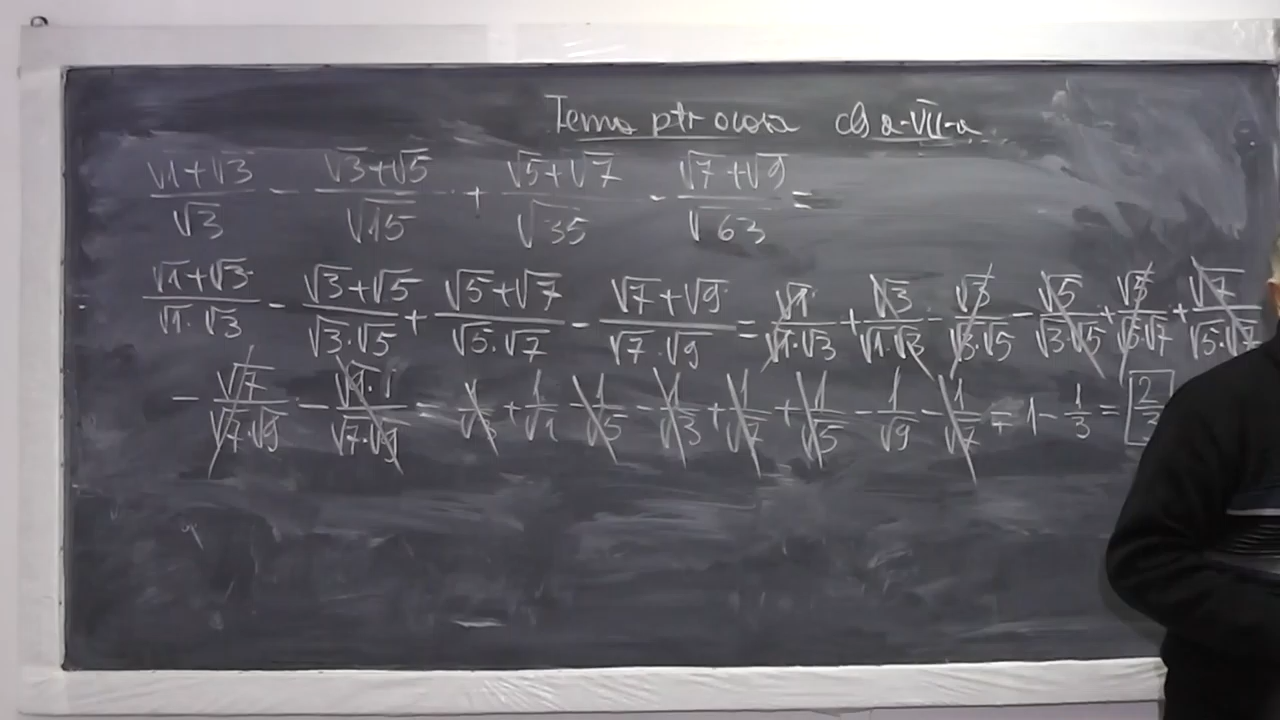 Tema ptr acasa cls a-VII-a
(√1+√3)/√3 - (√3+√5)/√15 + (√5+√7)/√35 - (√7+√9)/√63 =
(√1+√3)/(√1·√3) - (√3+√5)/(√3·√5) + (√5+√7)/(√5·√7) - (√7+√9)/(√7·√9) = √1/(√1·√3) + √3/(√1·√3) - √3/(√3·√5) - √5/(√3·√5) + √5/(√5·√7) + √7/(√5·√7)
- √7/(√7·√9) - √9/(√7·√9) = 1/√3 + 1/√1 - 1/√5 - 1/√3 + 1/√7 + 1/√5 - 1/√9 - 1/√7 = 1 - 1/3 = 2/3